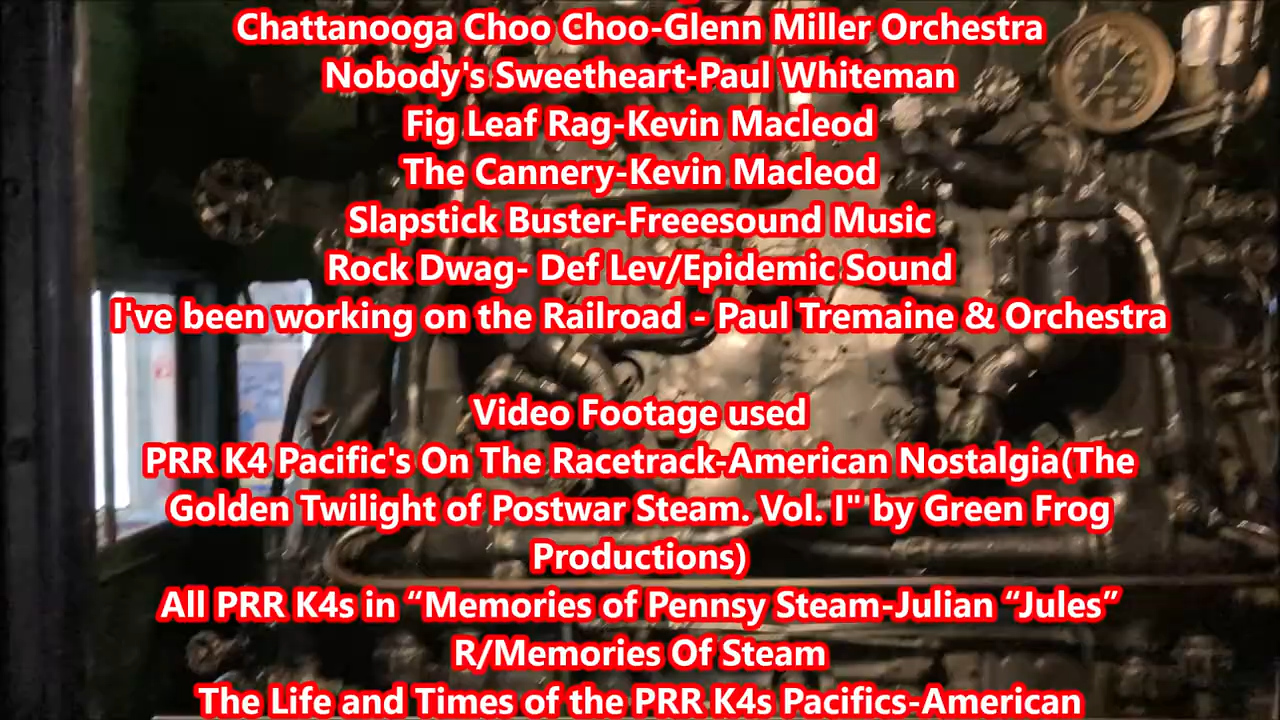 Chattanooga Choo Choo-Glenn Miller Orchestra
Nobody's Sweetheart-Paul Whiteman
Fig Leaf Rag-Kevin Macleod
The Cannery-Kevin Macleod
Slapstick Buster-Freeesound Music
Rock Dwag- Def Lev/Epidemic Sound
I've been working on the Railroad - Paul Tremaine & Orchestra
Video Footage used
PRR K4 Pacific's On The Racetrack-American Nostalgia(The
Golden Twilight of Postwar Steam. Vol. I" by Green Frog
Productions)
All PRR K4s in “Memories of Pennsy Steam-Julian “Jules”
R/Memories Of Steam
The Life and Times of the PRR K4s Pacifics-American